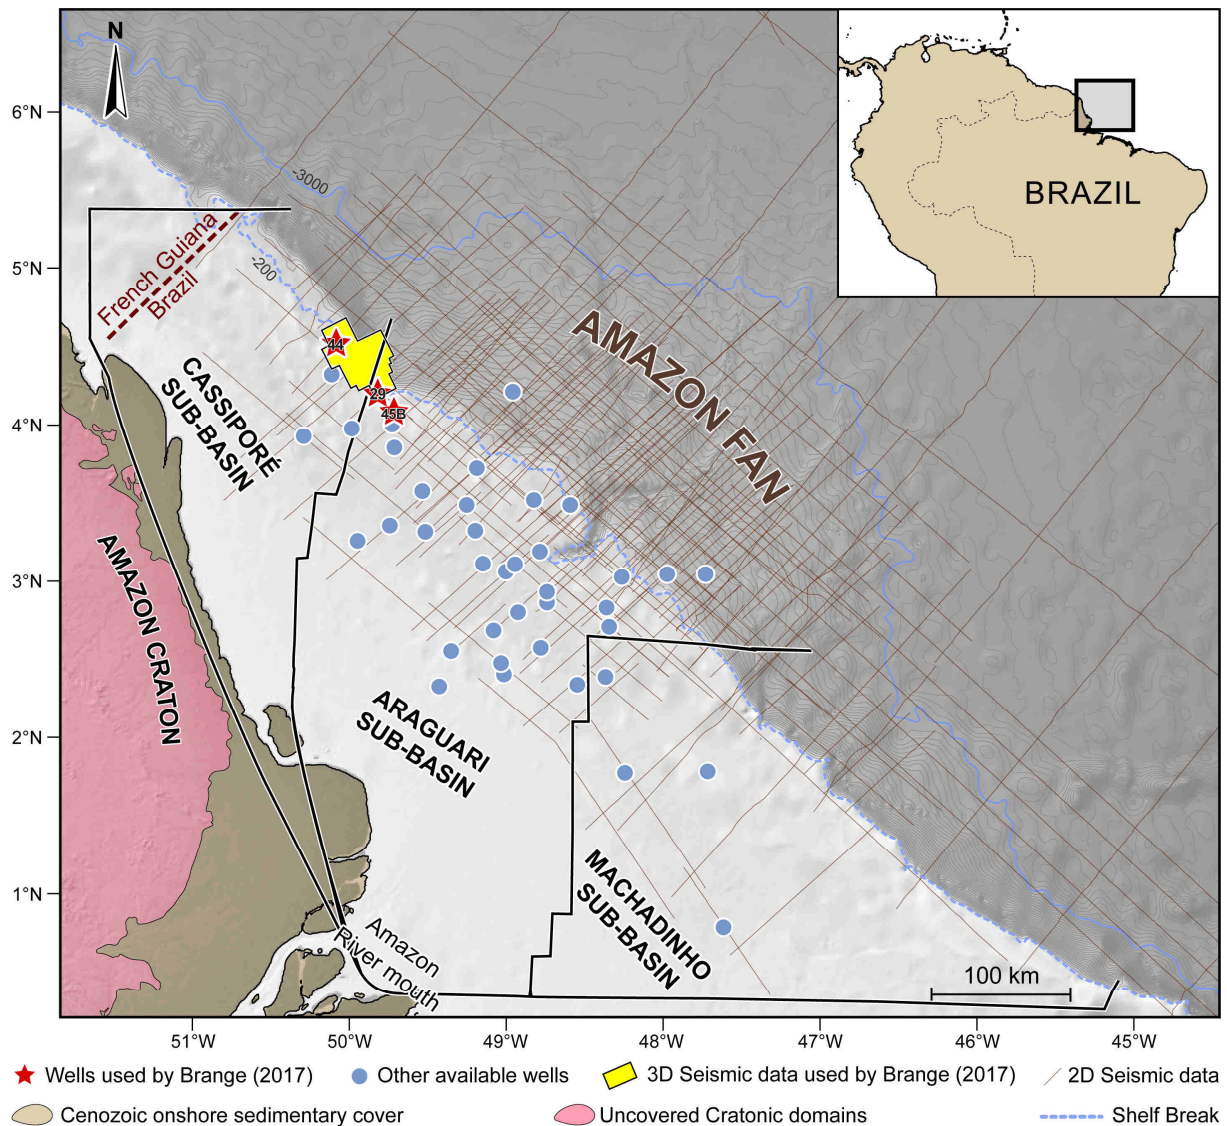 N
6°N
5°N
4°N
3°N
2°N
1°N
BRAZIL
-3000
-200
French Guiana
Brazil
44
29
45B
AMAZON FAN
CASSIPORÉ
SUB-BASIN
AMAZON CRATON
ARAGUARI
SUB-BASIN
MACHADINHO
SUB-BASIN
Amazon
River mouth
100 km
51°W
50°W
49°W
48°W
47°W
46°W
45°W
Wells used by Brange (2017)
Other available wells
3D Seismic data used by Brange (2017)
2D Seismic data
Cenozoic onshore sedimentary cover
Uncovered Cratonic domains
Shelf Break